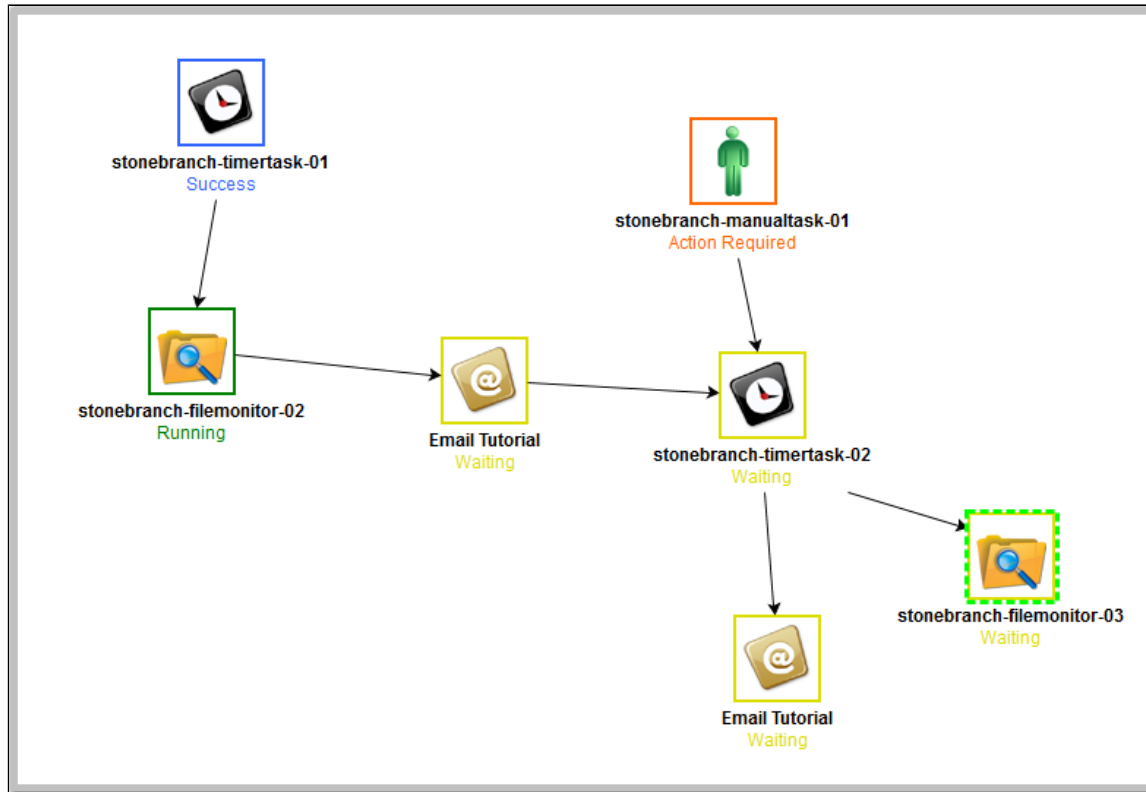 stonebranch-timertask-01
Success
stonebranch-manualtask-01
Action Required
stonebranch-filemonitor-02
Running
@
Email Tutorial
Waiting
stonebranch-timertask-02
Waiting
stonebranch-filemonitor-03
Waiting
@
Email Tutorial
Waiting